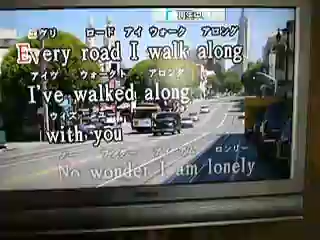 エヴリ ロード アイ ウォーク アロング
Every road I walk along
アイヴ ウォークト アロング
I've walked along
ウィズ ユー
with you
ノー ワンダー アイ アム ロンリー
No wonder I am lonely